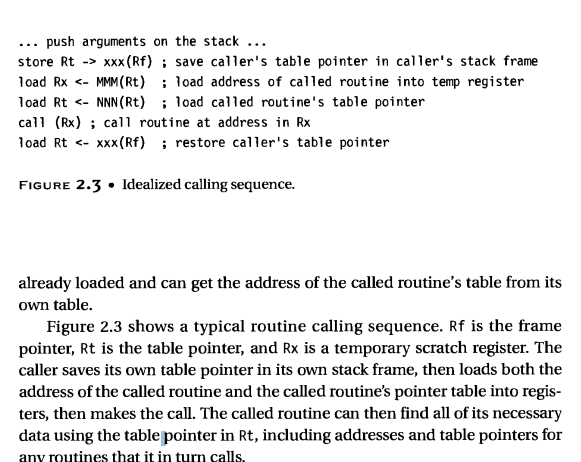 ... push arguments on the stack ...
store Rt -> xxx(Rf) ; save caller's table pointer in caller's stack frame
load Rx <- MMM(Rt) ; load address of called routine into temp register
load Rt <- NNN(Rt) ; load called routine's table pointer
call (Rx) ; call routine at address in Rx
load Rt <- xxx(Rf) ; restore caller's table pointer
FIGURE 2.3 • Idealized calling sequence.
already loaded and can get the address of the called routine's table from its
own table.
Figure 2.3 shows a typical routine calling sequence. Rf is the frame
pointer, Rt is the table pointer, and Rx is a temporary scratch register. The
caller saves its own table pointer in its own stack frame, then loads both the
address of the called routine and the called routine's pointer table into regis-
ters, then makes the call. The called routine can then find all of its necessary
data using the table pointer in Rt, including addresses and table pointers for
any routines that it in turn calls.